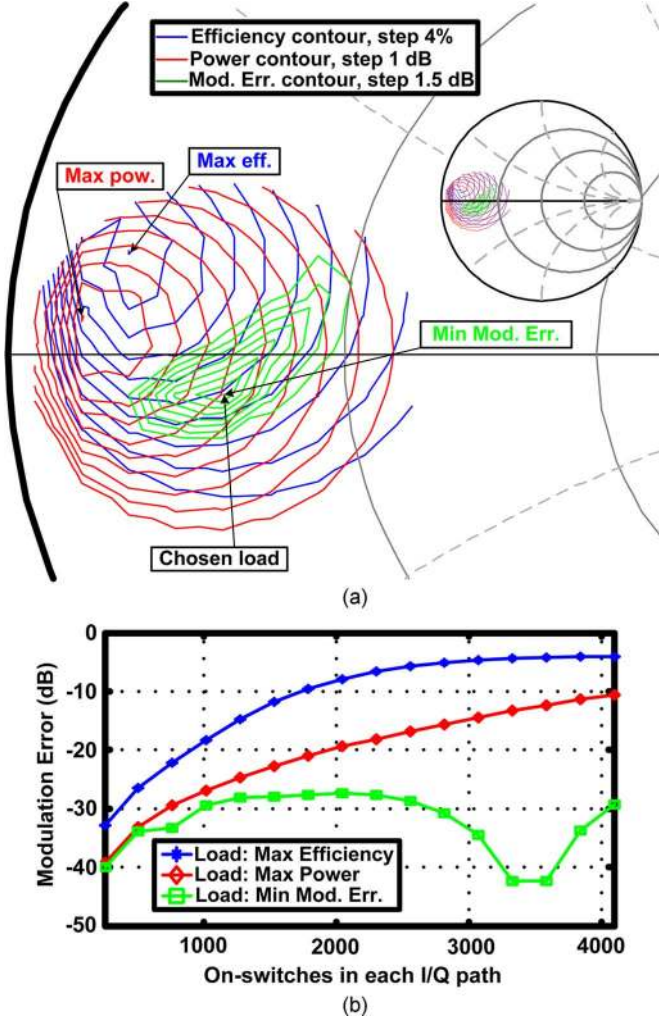 Efficiency contour, step 4%
Power contour, step 1 dB
Mod. Err. contour, step 1.5 dB
Max pow.
Max eff.
Min Mod. Err.
Chosen load
(a)
0
-10
-20
-30
-40
-50
Modulation Error (dB)
Load: Max Efficiency
Load: Max Power
Load: Min Mod. Err.
1000
2000
3000
4000
On-switches in each I/Q path
(b)